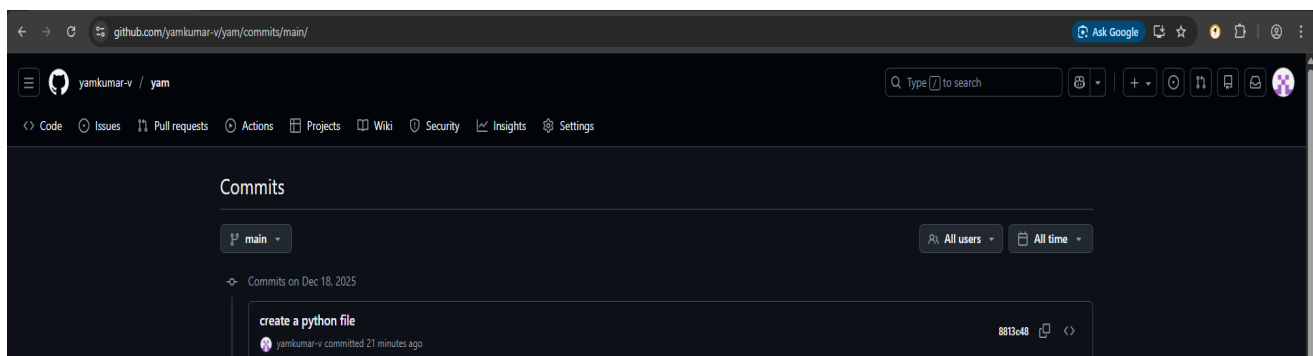 github.com/yamkumar-v/yam/commits/main/ Ask Google
yamkumar-v / yam Type / to search
Code Issues Pull requests Actions Projects Wiki Security Insights Settings
Commits
main All users All time
Commits on Dec 18, 2025
create a python file
8813c48
yamkumar-v committed 21 minutes ago